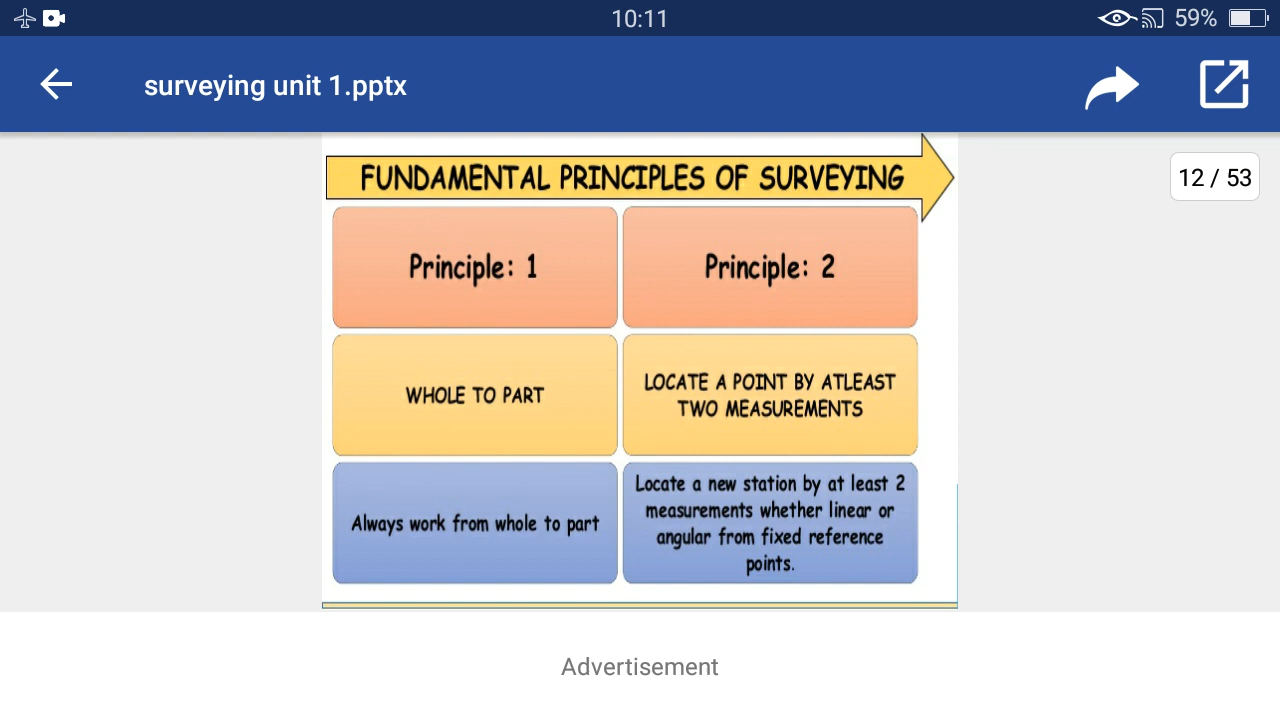 10:11
59%
surveying unit 1.pptx
12 / 53
FUNDAMENTAL PRINCIPLES OF SURVEYING
Principle: 1
Principle: 2
WHOLE TO PART
LOCATE A POINT BY ATLEAST
TWO MEASUREMENTS
Always work from whole to part
Locate a new station by at least 2
measurements whether linear or
angular from fixed reference
points.
Advertisement